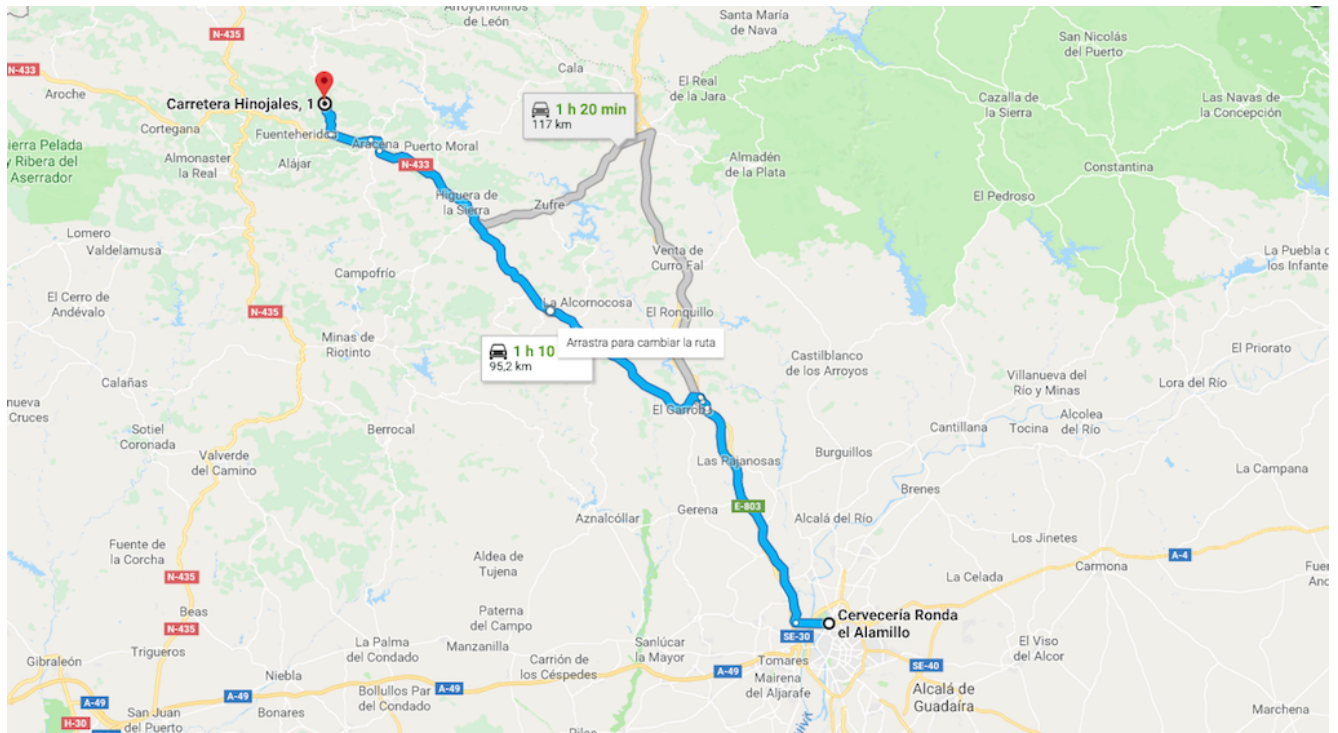 Arroyomolinos
de León
Santa María
de Nava
San Nicolás
del Puerto
N-435
N-433
Cala
El Real
de la Jara
Aroche
Carretera Hinojales, 1
1 h 20 min
117 km
Cazalla de
la Sierra
Las Navas de
la Concepción
Cortegana
Fuenteheridos
Aracena
Puerto Moral
ierra Pelada
y Ribera del
Aserrador
Almonaster
la Real
Alájar
N-433
Almadén
de la Plata
Constantina
Higuera de
la Sierra
Zufre
El Pedroso
Lomero
Valdelamusa
Venta de
Curro Fal
La Puebla d
los Infante
Campofrío
El Cerro de
Andévalo
N-435
La Alcornocosa
El Ronquillo
Minas de
Riotinto
1 h 10
95,2 km
Arrastra para cambiar la ruta
Castilblanco
de los Arroyos
El Priorato
Calañas
Villanueva del
Río y Minas
Lora del Río
nueva
Cruces
Sotiel
Coronada
Berrocal
El Garrobo
Cantillana
Tocina
Alcolea
del Río
Valverde
del Camino
Las Pajanosas
Burguillos
La Campana
Brenes
Aznalcóllar
Gerena
E-803
Alcalá del Río
Fuente de
la Corcha
Aldea de
Tujena
Los Jinetes
A-4
Carmona
Fuen
And
N-435
La Celada
Beas
Paterna
del Campo
Cervecería Ronda
el Alamillo
N-435
Trigueros
La Palma
del Condado
Manzanilla
Sanlúcar
la Mayor
SE-30
El Viso
del Alcor
Gibraleón
Niebla
Carrión de
los Céspedes
A-49
Tomares
Mairena
del Aljarafe
SE-40
A-49
A-49
Bollullos Par
del Condado
Alcalá de
Guadaíra
H-30
San Juan
del Puerto
Bonares
Pilas
Marchena